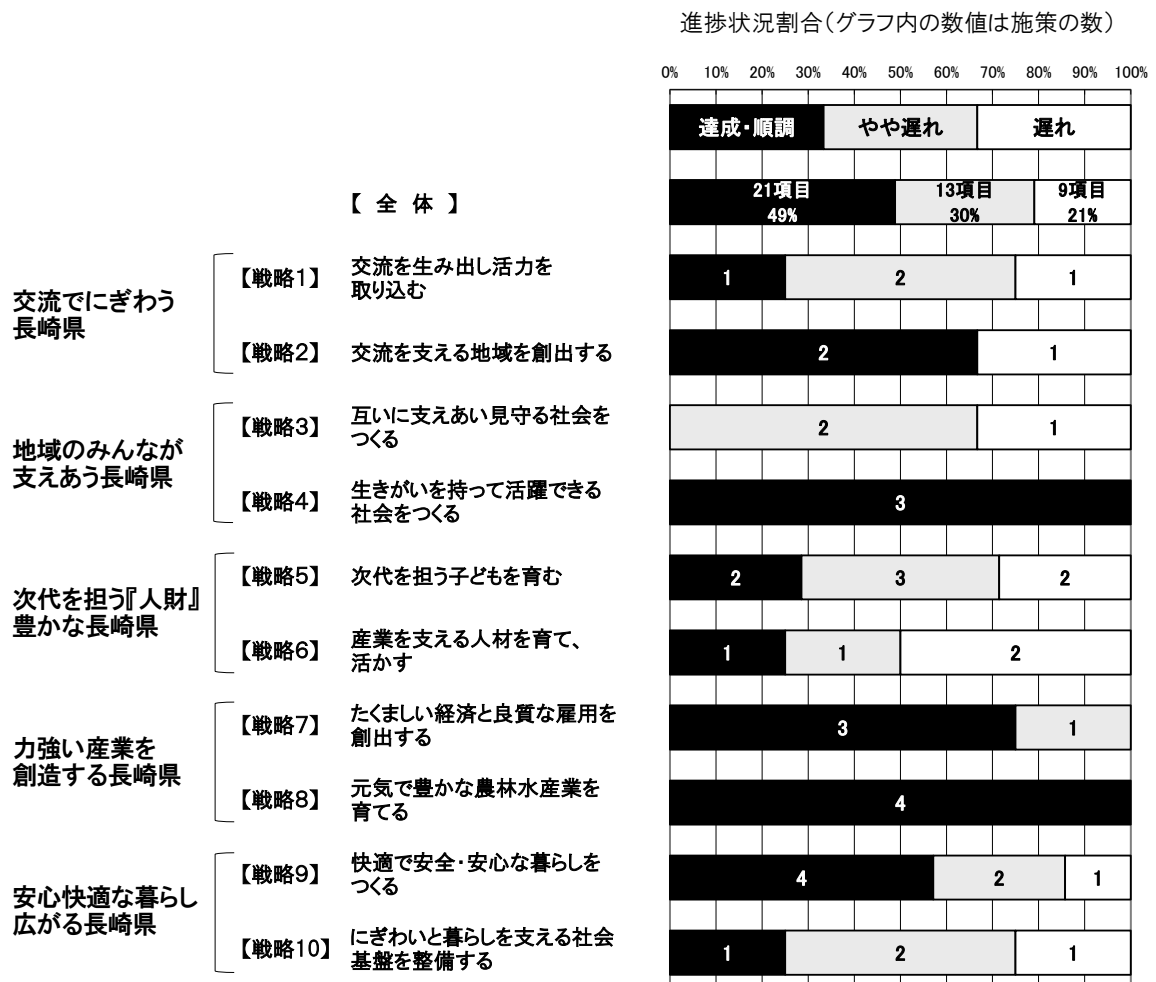 進捗状況割合(グラフ内の数値は施策の数)
0% 10% 20% 30% 40% 50% 60% 70% 80% 90% 100%
達成・順調 やや遅れ 遅れ
【 全 体 】
21項目 13項目 9項目
49% 30% 21%
交流でにぎわう
長崎県
【戦略1】
交流を生み出し活力を
取り込む
1 2 1
【戦略2】 交流を支える地域を創出する 2 1
地域のみんなが
支えあう長崎県
【戦略3】
互いに支えあい見守る社会を
つくる
2 1
【戦略4】
生きがいを持って活躍できる
社会をつくる
3
次代を担う『人財』
豊かな長崎県
【戦略5】 次代を担う子どもを育む 2 3 2
【戦略6】
産業を支える人材を育て、
活かす
1 1 2
力強い産業を
創造する長崎県
【戦略7】
たくましい経済と良質な雇用を
創出する
3 1
【戦略8】
元気で豊かな農林水産業を
育てる
4
安心快適な暮らし
広がる長崎県
【戦略9】
快適で安全・安心な暮らしを
つくる
4 2 1
【戦略10】
にぎわいと暮らしを支える社会
基盤を整備する
1 2 1